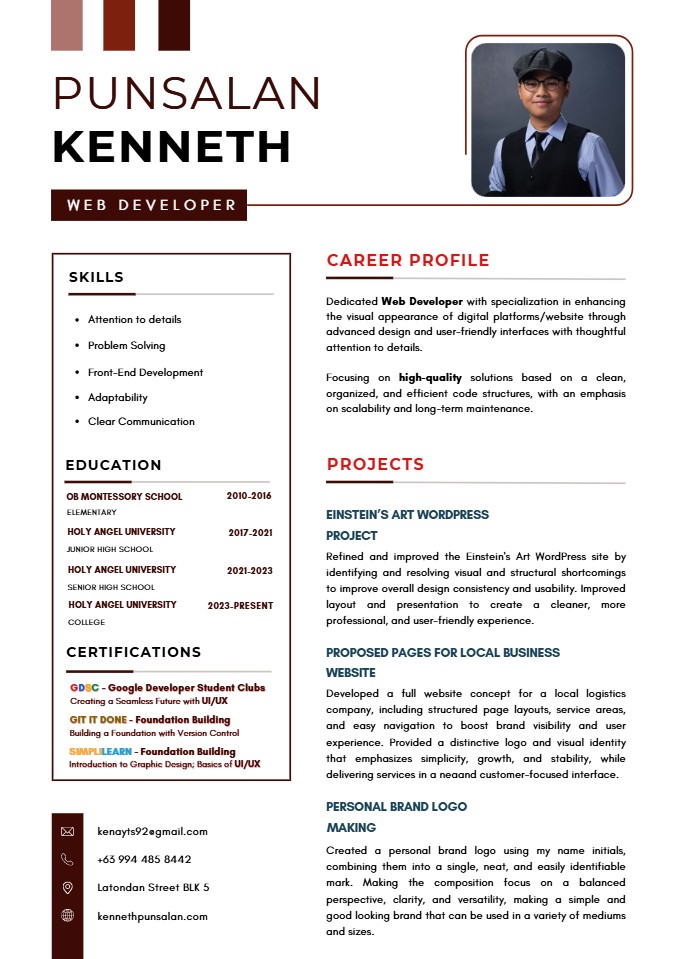 PUNSALAN
KENNETH
WEB DEVELOPER
SKILLS
• Attention to details
• Problem Solving
• Front-End Development
• Adaptability
• Clear Communication
EDUCATION
OB MONTESSORY SCHOOL 2010-2016
ELEMENTARY
HOLY ANGEL UNIVERSITY 2017-2021
JUNIOR HIGH SCHOOL
HOLY ANGEL UNIVERSITY 2021-2023
SENIOR HIGH SCHOOL
HOLY ANGEL UNIVERSITY 2023-PRESENT
COLLEGE
CERTIFICATIONS
GDSC - Google Developer Student Clubs
Creating a Seamless Future with UI/UX
GIT IT DONE - Foundation Building
Building a Foundation with Version Control
SIMPLILEARN - Foundation Building
Introduction to Graphic Design; Basics of UI/UX
kenayts92@gmail.com
+63 994 485 8442
Latondan Street BLK 5
kennethpunsalan.com
CAREER PROFILE
Dedicated Web Developer with specialization in enhancing
the visual appearance of digital platforms/website through
advanced design and user-friendly interfaces with thoughtful
attention to details.
Focusing on high-quality solutions based on a clean,
organized, and efficient code structures, with an emphasis
on scalability and long-term maintenance.
PROJECTS
EINSTEIN'S ART WORDPRESS
PROJECT
Refined and improved the Einstein's Art WordPress site by
identifying and resolving visual and structural shortcomings
to improve overall design consistency and usability. Improved
layout and presentation to create a cleaner, more
professional, and user-friendly experience.
PROPOSED PAGES FOR LOCAL BUSINESS
WEBSITE
Developed a full website concept for a local logistics
company, including structured page layouts, service areas,
and easy navigation to boost brand visibility and user
experience. Provided a distinctive logo and visual identity
that emphasizes simplicity, growth, and stability, while
delivering services in a neaand customer-focused interface.
PERSONAL BRAND LOGO
MAKING
Created a personal brand logo using my name initials,
combining them into a single, neat, and easily identifiable
mark. Making the composition focus on a balanced
perspective, clarity, and versatility, making a simple and
good looking brand that can be used in a variety of mediums
and sizes.